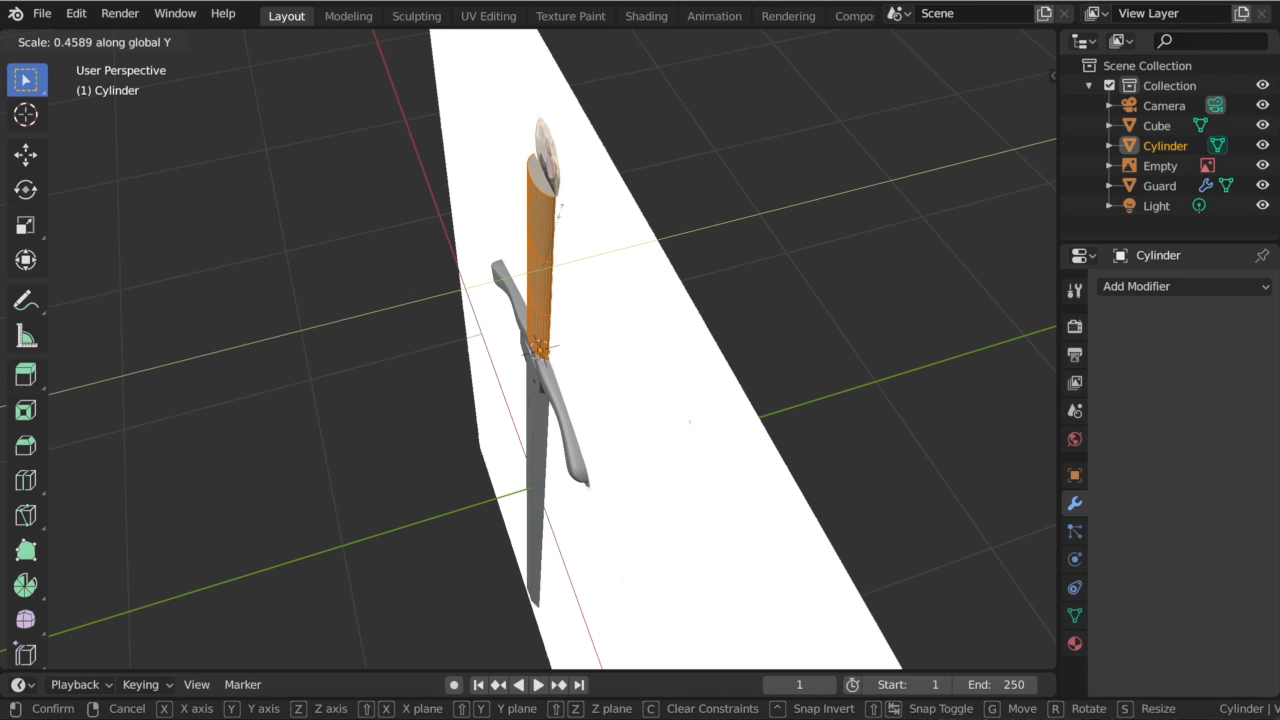 File Edit Render Window Help Layout Modeling Sculpting UV Editing Texture Paint Shading Animation Rendering Compo Scene View Layer
Scale: 0.4589 along global Y
User Perspective
(1) Cylinder
Scene Collection
Collection
Camera
Cube
Cylinder
Empty
Guard
Light
Cylinder
Add Modifier
Playback Keying View Marker 1 Start: 1 End: 250
Confirm Cancel X X axis Y Y axis Z Z axis X X plane Y Y plane Z Z plane C Clear Constraints Snap Invert Snap Toggle G Move R Rotate S Resize Cylinder | V